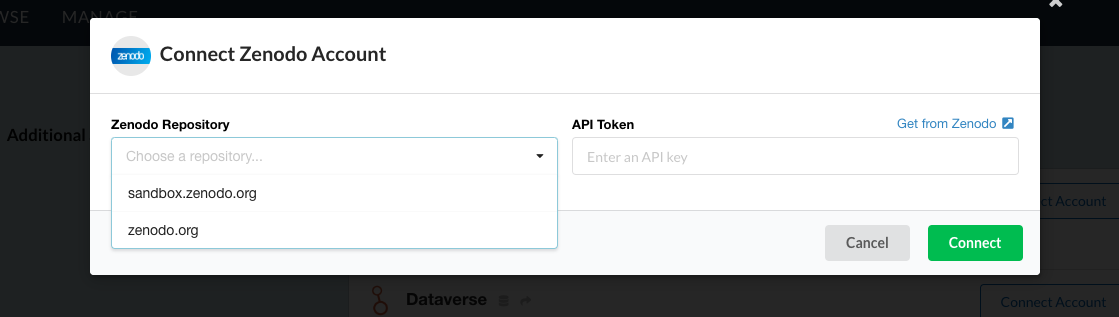 WSE MANAGE
zenodo Connect Zenodo Account
Additional
Zenodo Repository
Choose a repository...
sandbox.zenodo.org
zenodo.org
API Token Get from Zenodo
Enter an API key
ct Account
Cancel Connect
Dataverse
Connect Account